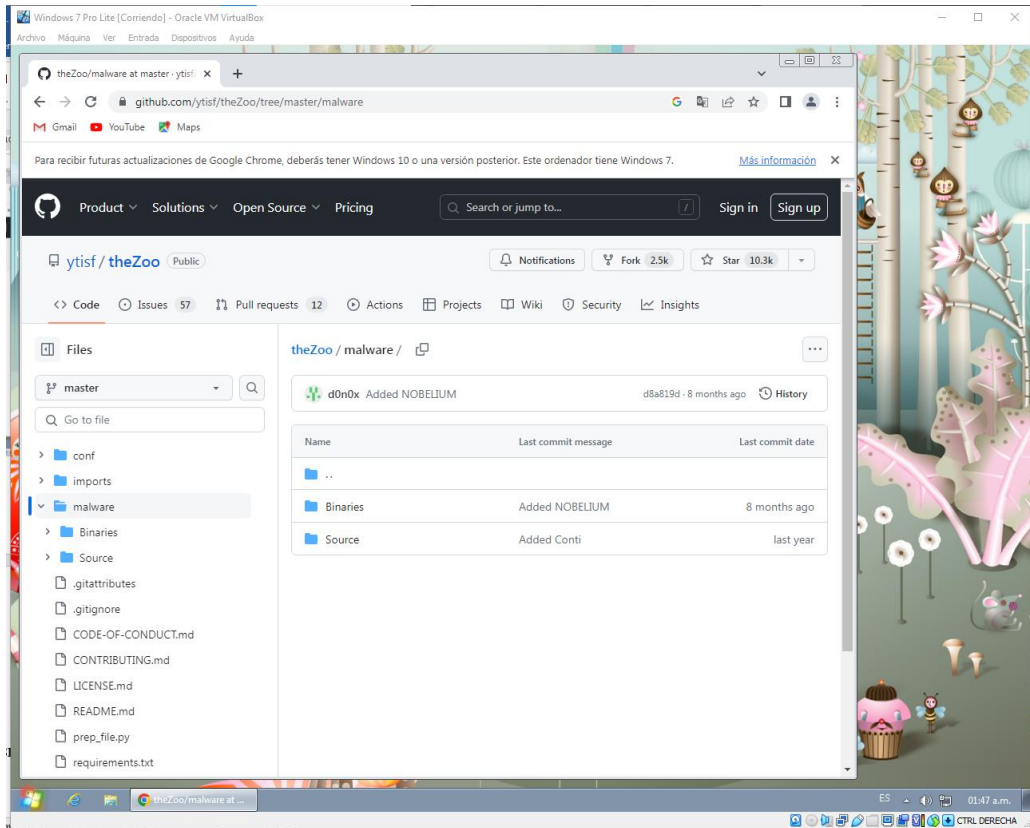 Windows 7 Pro Lite [Corriendo] - Oracle VM VirtualBox
Archivo Máquina Ver Entrada Dispositivos Ayuda
theZoo/malware at master · ytisf
github.com/ytisf/theZoo/tree/master/malware
Gmail YouTube Maps
Para recibir futuras actualizaciones de Google Chrome, deberás tener Windows 10 o una versión posterior. Este ordenador tiene Windows 7. Más información
Product Solutions Open Source Pricing Search or jump to... / Sign in Sign up
ytisf / theZoo Public Notifications Fork 2.5k Star 10.3k
<> Code Issues 57 Pull requests 12 Actions Projects Wiki Security Insights
Files
master
Go to file
conf
imports
malware
Binaries
Source
.gitattributes
.gitignore
CODE-OF-CONDUCT.md
CONTRIBUTING.md
LICENSE.md
README.md
prep_file.py
requirements.txt
theZoo / malware /
d0n0x Added NOBELIUM d8a819d · 8 months ago History
Name Last commit message Last commit date
..
Binaries Added NOBELIUM 8 months ago
Source Added Conti last year
theZoo/malware at ...
ES 01:47 a.m.
CTRL DERECHA